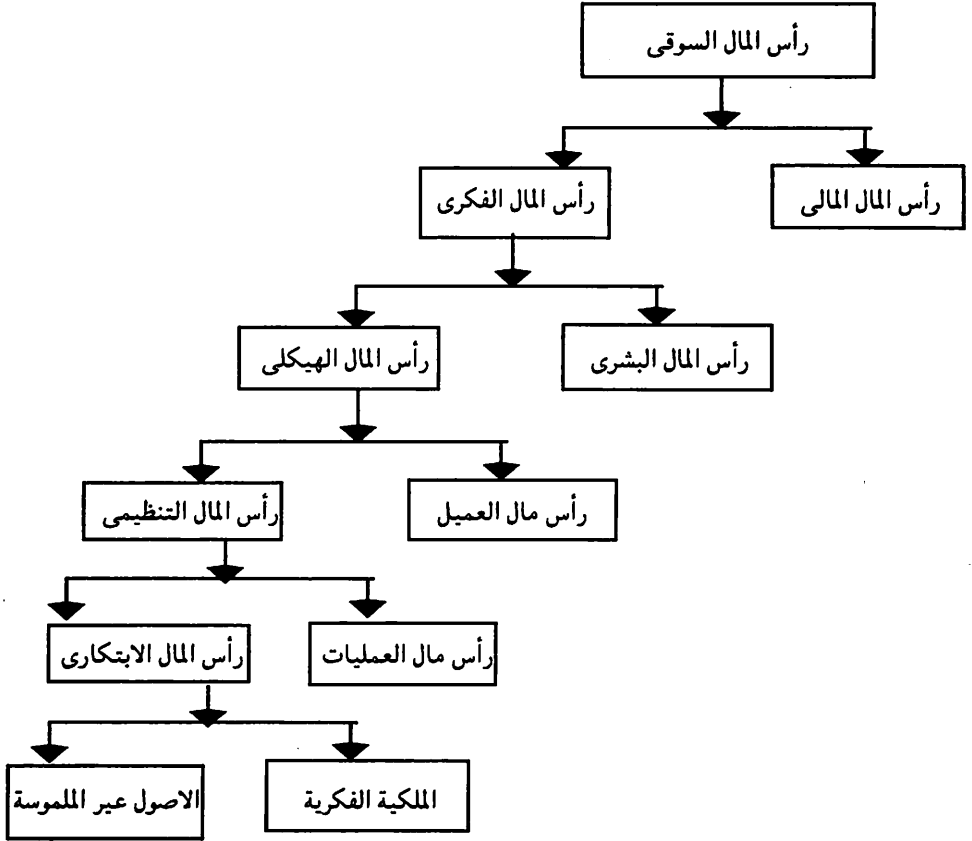 رأس المال السوقى
رأس المال المالى
رأس المال الفكرى
رأس المال البشرى
رأس المال الهيكلى
رأس مال العميل
رأس المال التنظيمى
رأس مال العمليات
رأس المال الابتكارى
الملكية الفكرية
الاصول عير الملموسة